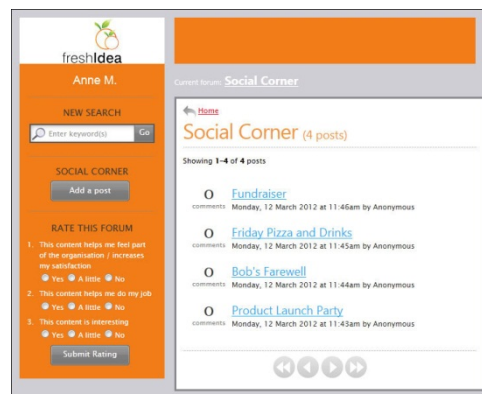 freshIdea
Anne M.
NEW SEARCH
Enter keyword(s)
Go
SOCIAL CORNER
Add a post
RATE THIS FORUM
1. This content helps me feel part
of the organisation / increases
my satisfaction
Yes A little No
2. This content helps me do my job
Yes A little No
3. This content is interesting
Yes A little No
Submit Rating
Current forum: Social Corner
Home
Social Corner (4 posts)
Showing 1-4 of 4 posts
0 Fundraiser
comments Monday, 12 March 2012 at 11:46am by Anonymous
0 Friday Pizza and Drinks
comments Monday, 12 March 2012 at 11:45am by Anonymous
0 Bob's Farewell
comments Monday, 12 March 2012 at 11:44am by Anonymous
0 Product Launch Party
comments Monday, 12 March 2012 at 11:43am by Anonymous